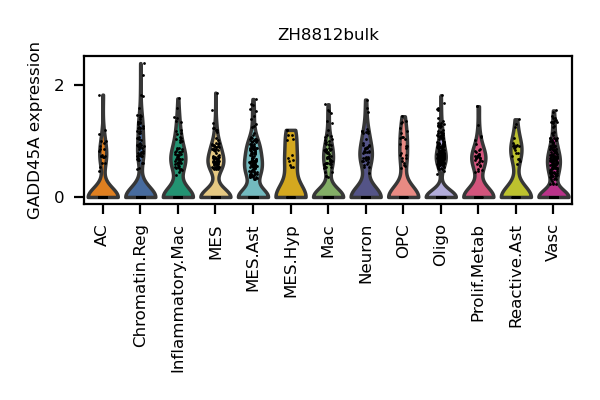 ZH8812bulk
GADD45A expression
2
0
AC
Chromatin.Reg
Inflammatory.Mac
MES
MES.Ast
MES.Hyp
Mac
Neuron
OPC
Oligo
Prolif.Metab
Reactive.Ast
Vasc